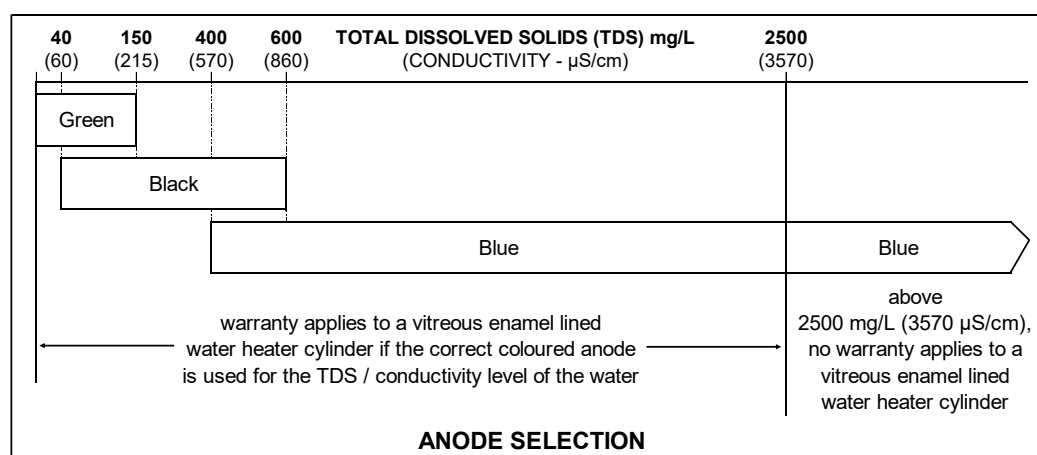 40 150 400 600 TOTAL DISSOLVED SOLIDS (TDS) mg/L 2500
(60) (215) (570) (860) (CONDUCTIVITY - µS/cm) (3570)
Green
Black
Blue Blue
warranty applies to a vitreous enamel lined
water heater cylinder if the correct coloured anode
is used for the TDS / conductivity level of the water
above
2500 mg/L (3570 µS/cm),
no warranty applies to a
vitreous enamel lined
water heater cylinder
ANODE SELECTION